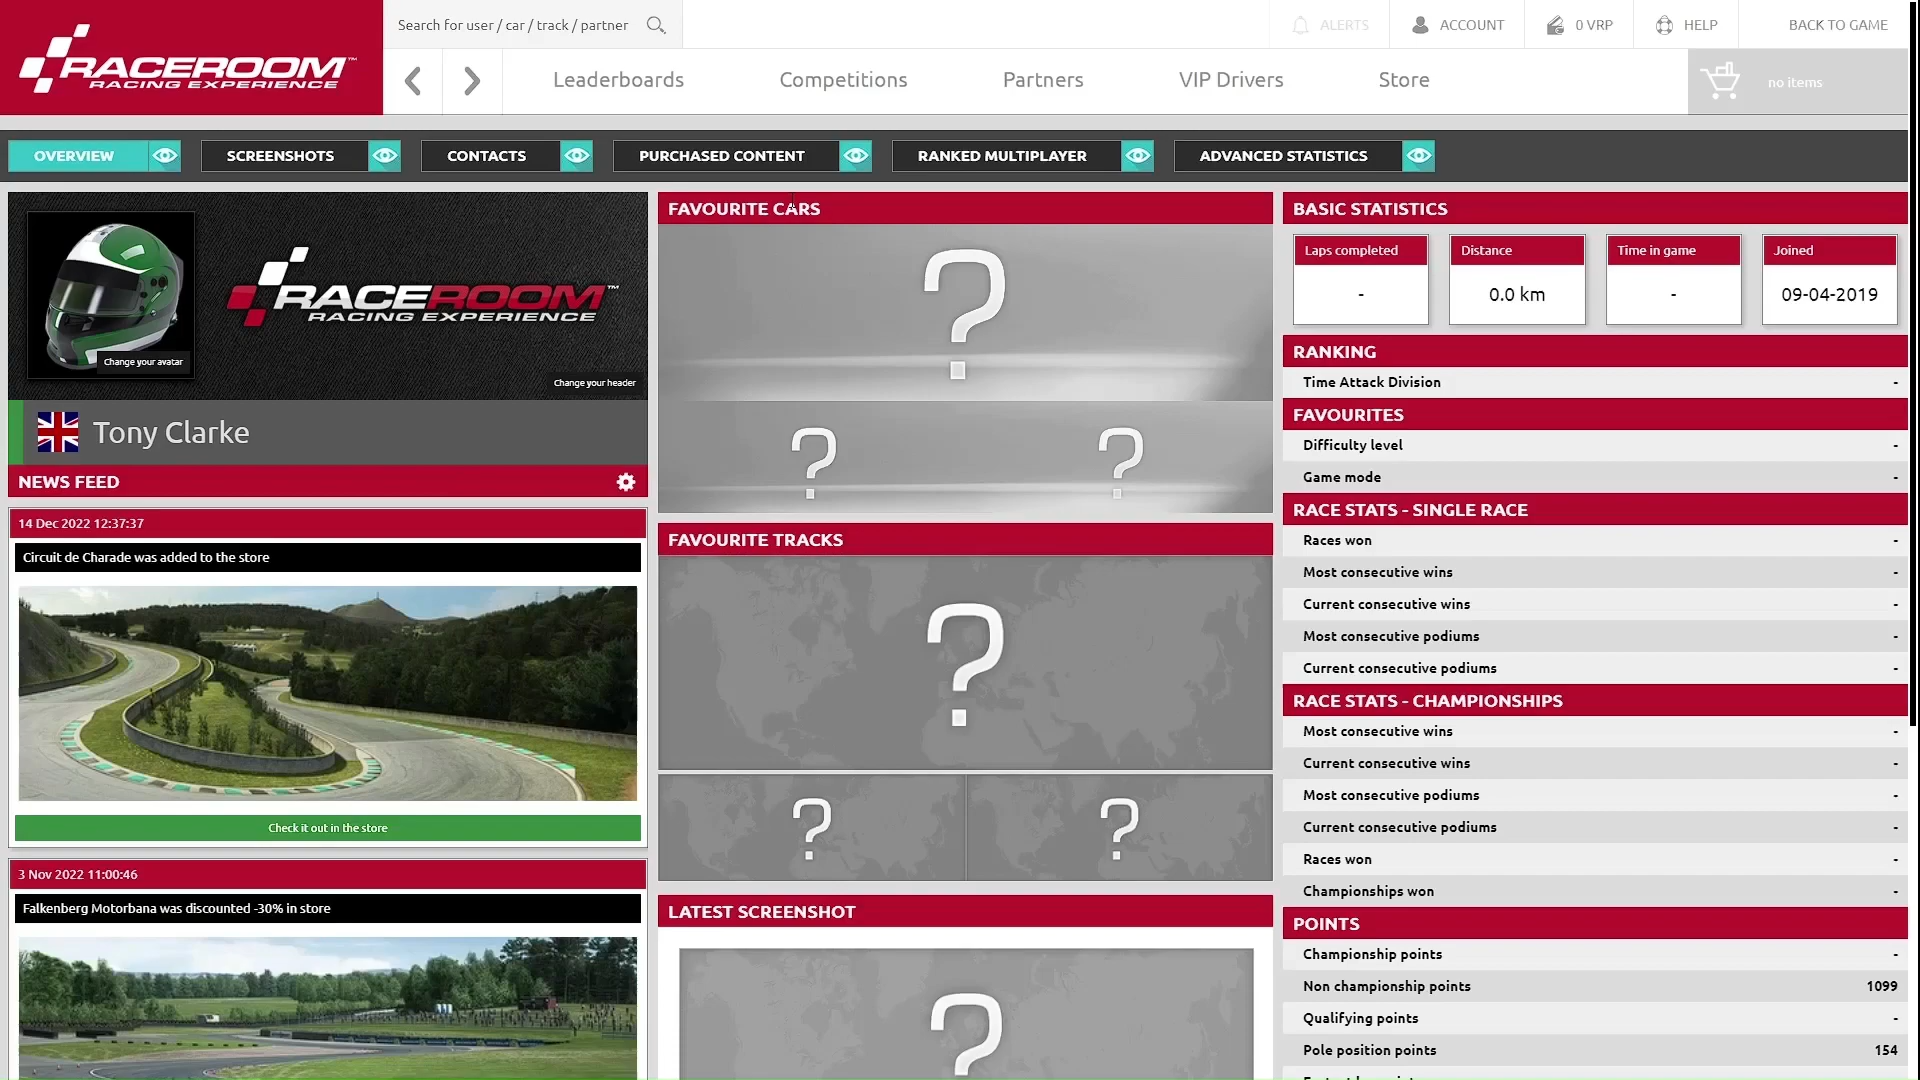 RACEROOM™
RACING EXPERIENCE
Search for user / car / track / partner
ALERTS
ACCOUNT
0 VRP
HELP
BACK TO GAME
Leaderboards
Competitions
Partners
VIP Drivers
Store
no items
OVERVIEW
SCREENSHOTS
CONTACTS
PURCHASED CONTENT
RANKED MULTIPLAYER
ADVANCED STATISTICS
RACEROOM™
RACING EXPERIENCE
Change your avatar
Change your header
Tony Clarke
NEWS FEED
14 Dec 2022 12:37:37
Circuit de Charade was added to the store
Check it out in the store
3 Nov 2022 11:00:46
Falkenberg Motorbana was discounted -30% in store
FAVOURITE CARS
?
? ?
FAVOURITE TRACKS
?
? ?
LATEST SCREENSHOT
?
BASIC STATISTICS
Laps completed
-
Distance
0.0 km
Time in game
-
Joined
09-04-2019
RANKING
Time Attack Division -
FAVOURITES
Difficulty level -
Game mode -
RACE STATS - SINGLE RACE
Races won -
Most consecutive wins -
Current consecutive wins -
Most consecutive podiums -
Current consecutive podiums -
RACE STATS - CHAMPIONSHIPS
Most consecutive wins -
Current consecutive wins -
Most consecutive podiums -
Current consecutive podiums -
Races won -
Championships won -
POINTS
Championship points -
Non championship points 1099
Qualifying points -
Pole position points 154